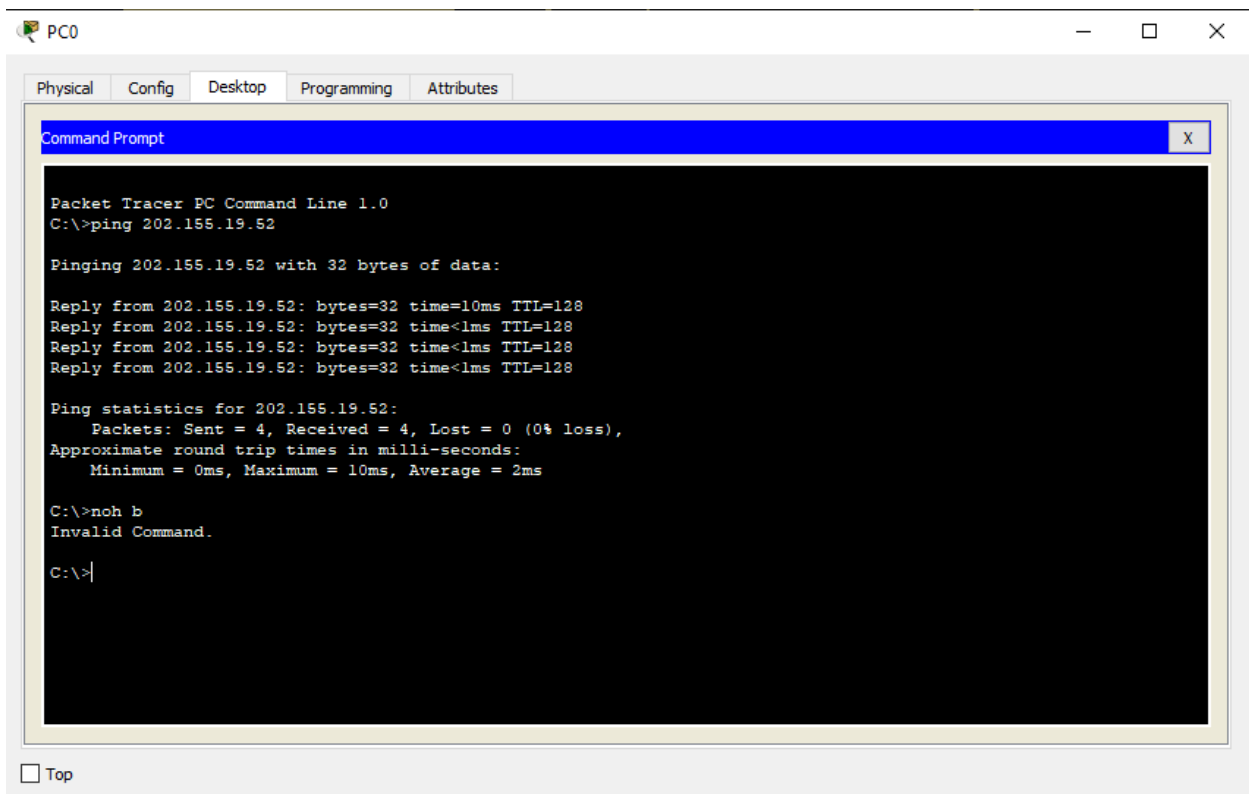 PC0
Physical Config Desktop Programming Attributes
Command Prompt X
Packet Tracer PC Command Line 1.0
C:\>ping 202.155.19.52
Pinging 202.155.19.52 with 32 bytes of data:
Reply from 202.155.19.52: bytes=32 time=10ms TTL=128
Reply from 202.155.19.52: bytes=32 time<1ms TTL=128
Reply from 202.155.19.52: bytes=32 time<1ms TTL=128
Reply from 202.155.19.52: bytes=32 time<1ms TTL=128
Ping statistics for 202.155.19.52:
    Packets: Sent = 4, Received = 4, Lost = 0 (0% loss),
Approximate round trip times in milli-seconds:
    Minimum = 0ms, Maximum = 10ms, Average = 2ms
C:\>noh b
Invalid Command.
C:\>
Top